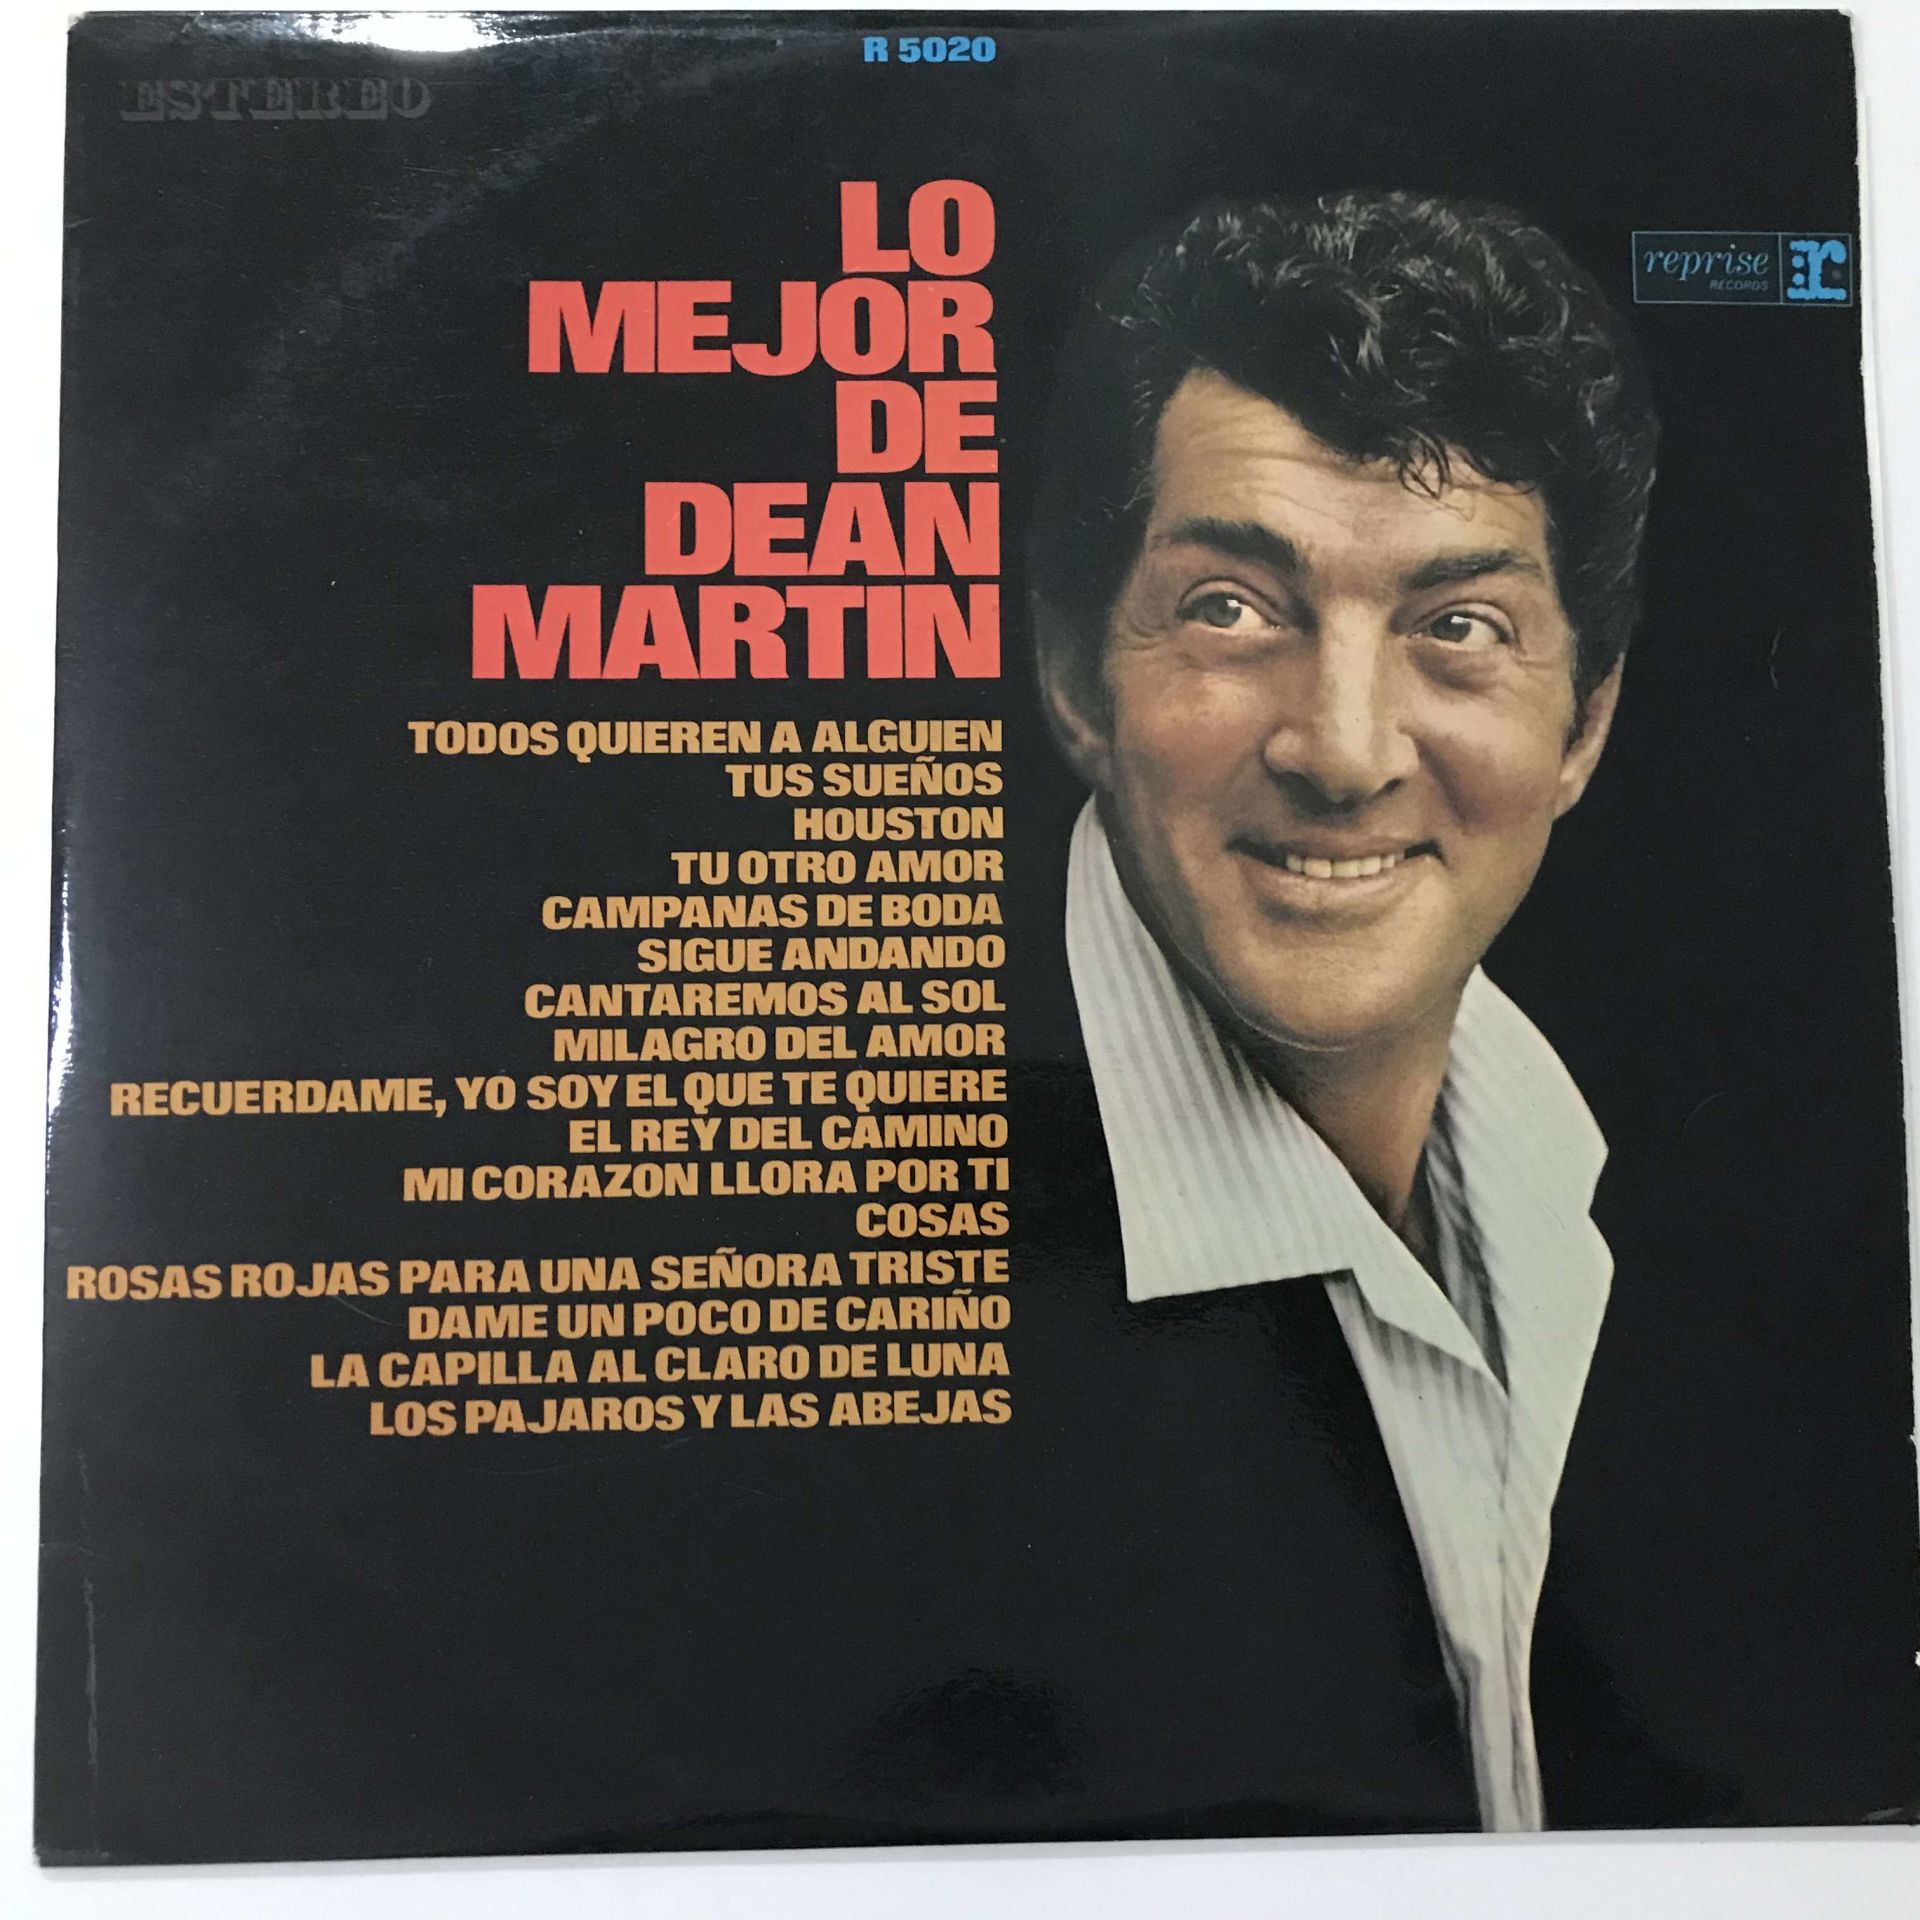 R 5020
ESTEREO
LO
MEJOR
DE
DEAN
MARTIN
reprise
RECORDS
r
TODOS QUIEREN A ALGUIEN
TUS SUEÑOS
HOUSTON
TU OTRO AMOR
CAMPANAS DE BODA
SIGUE ANDANDO
CANTAREMOS AL SOL
MILAGRO DEL AMOR
RECUERDAME, YO SOY EL QUE TE QUIERE
EL REY DEL CAMINO
MI CORAZON LLORA POR TI
COSAS
ROSAS ROJAS PARA UNA SEÑORA TRISTE
DAME UN POCO DE CARIÑO
LA CAPILLA AL CLARO DE LUNA
LOS PAJAROS Y LAS ABEJAS